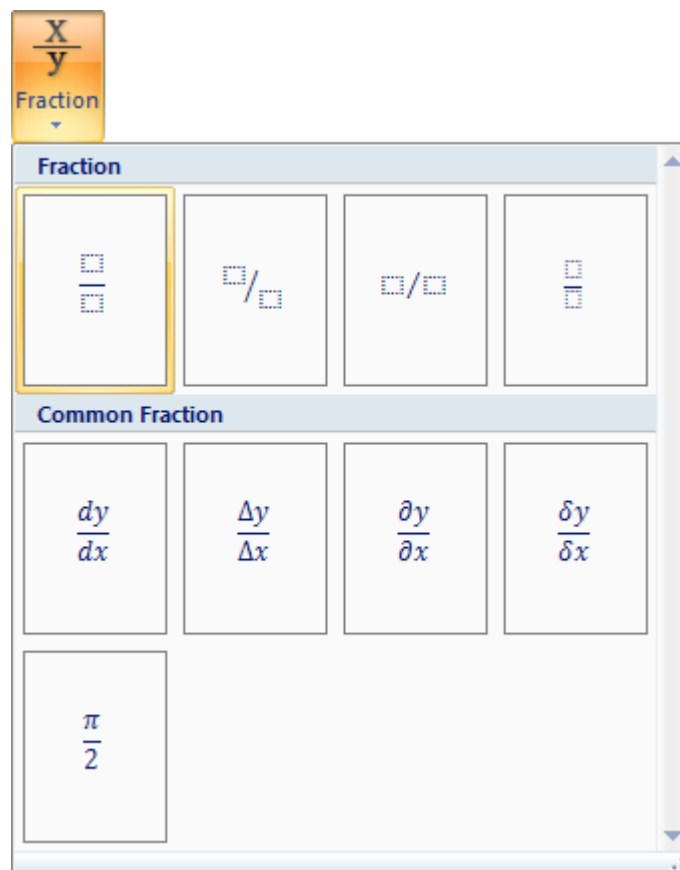 x
y
Fraction
Fraction
□/□
Common Fraction
dy
dx
Δy
Δx
∂y
∂x
δy
δx
π
2